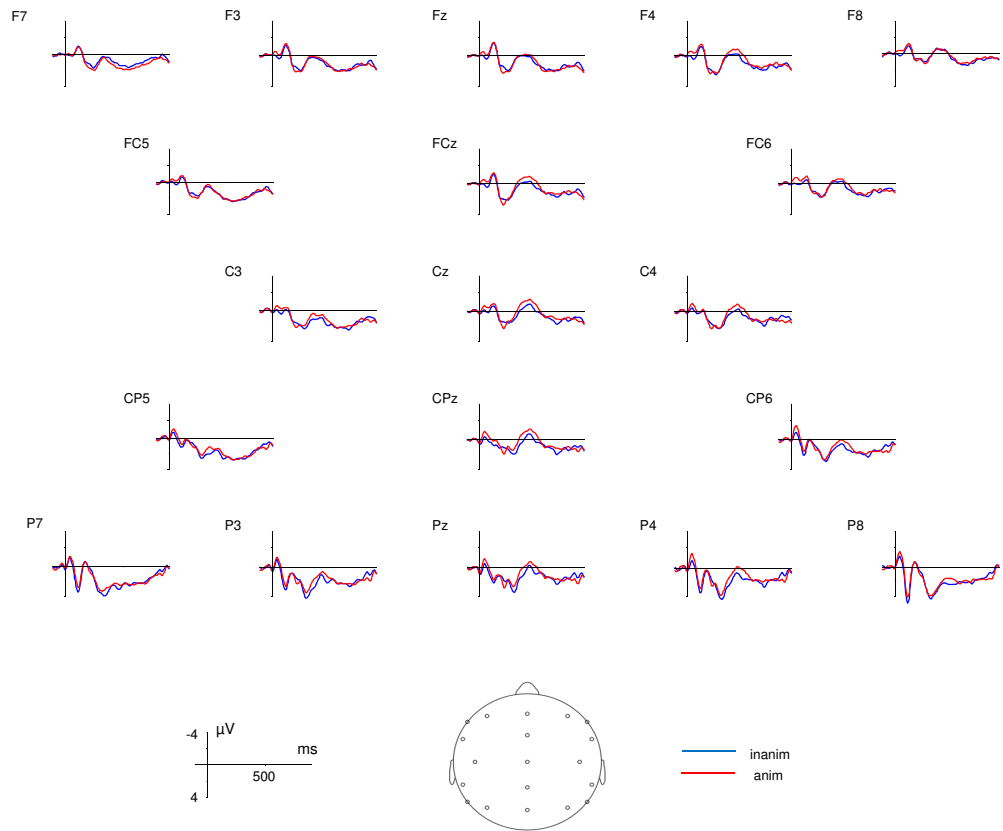 F7 F3 Fz F4 F8
FC5 FCz FC6
C3 Cz C4
CP5 CPz CP6
P7 P3 Pz P4 P8
-4 µV
ms
500
4
inanim
anim